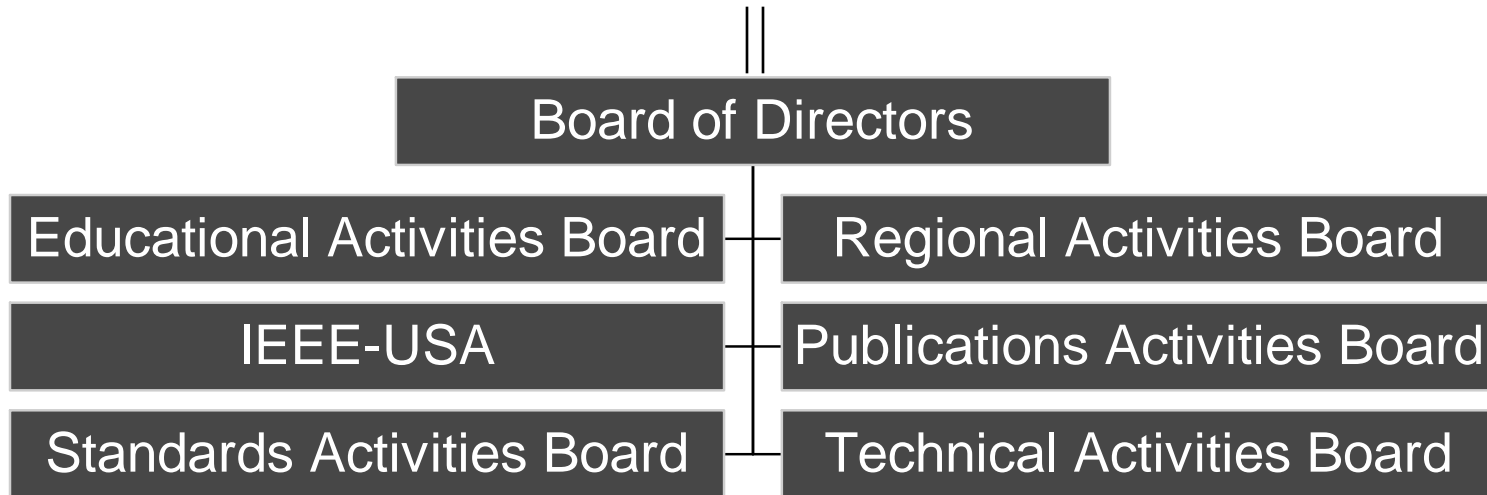 Board of Directors
Educational Activities Board
Regional Activities Board
IEEE-USA
Publications Activities Board
Standards Activities Board
Technical Activities Board